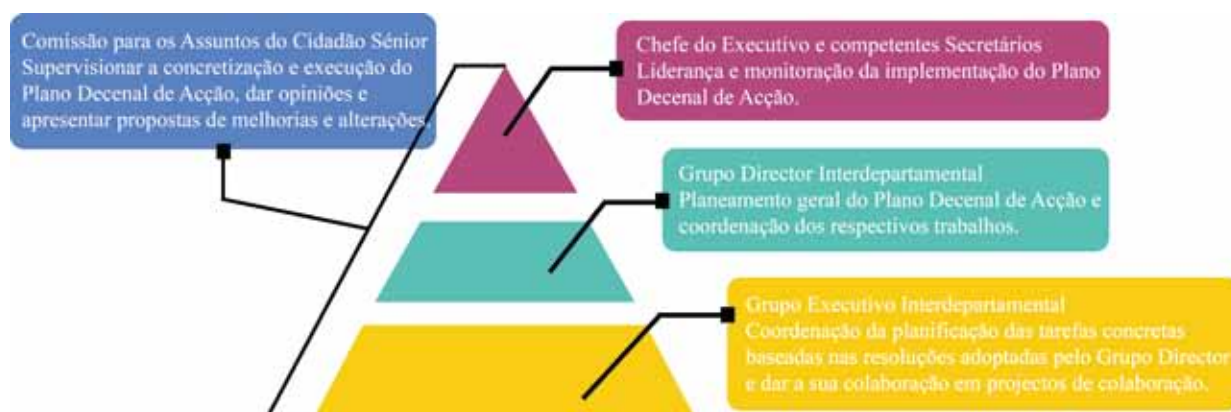 Comissão para os Assuntos do Cidadão Sénior
Supervisionar a concretização e execução do
Plano Decenal de Acção, dar opiniões e
apresentar propostas de melhorias e alterações.
Chefe do Executivo e competentes Secretários
Liderança e monitoração da implementação do Plano
Decenal de Acção.
Grupo Director Interdepartamental
Planeamento geral do Plano Decenal de Acção e
coordenação dos respectivos trabalhos.
Grupo Executivo Interdepartamental
Coordenação da planificação das tarefas concretas
baseadas nas resoluções adoptadas pelo Grupo Director
e dar a sua colaboração em projectos de colaboração.